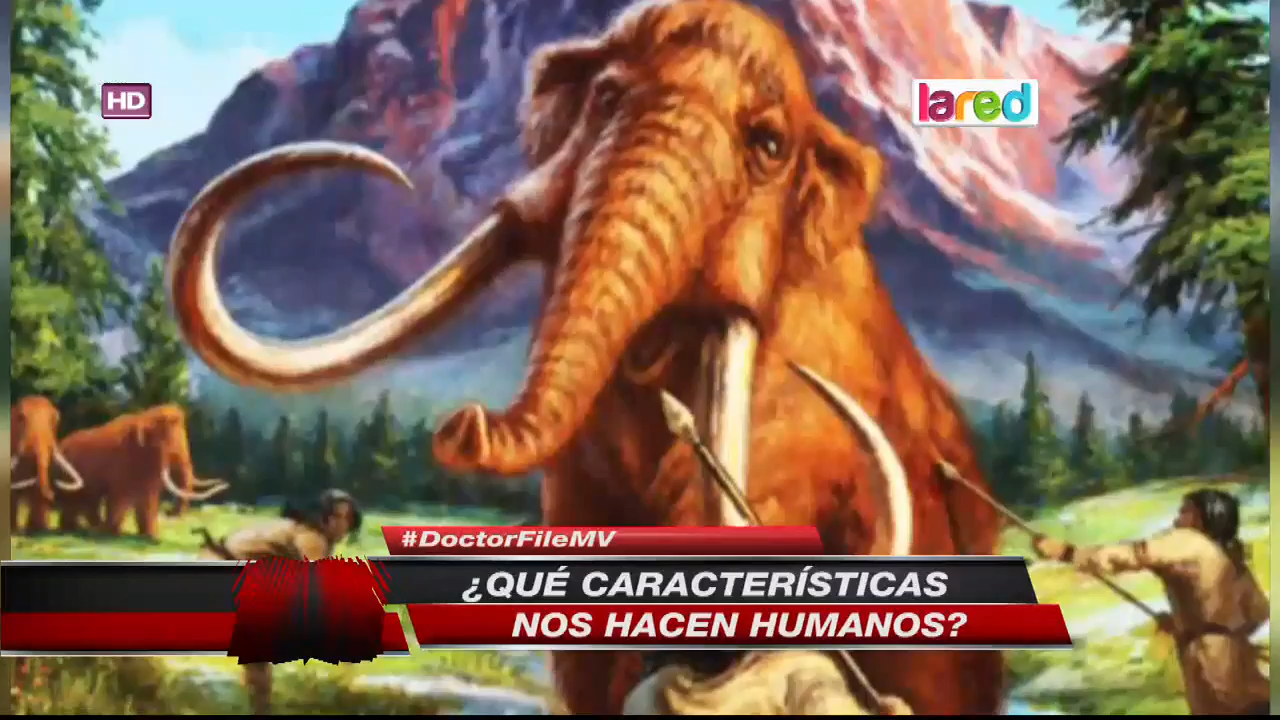 HD
lared
#DoctorFileMV
¿QUÉ CARACTERÍSTICAS
NOS HACEN HUMANOS?